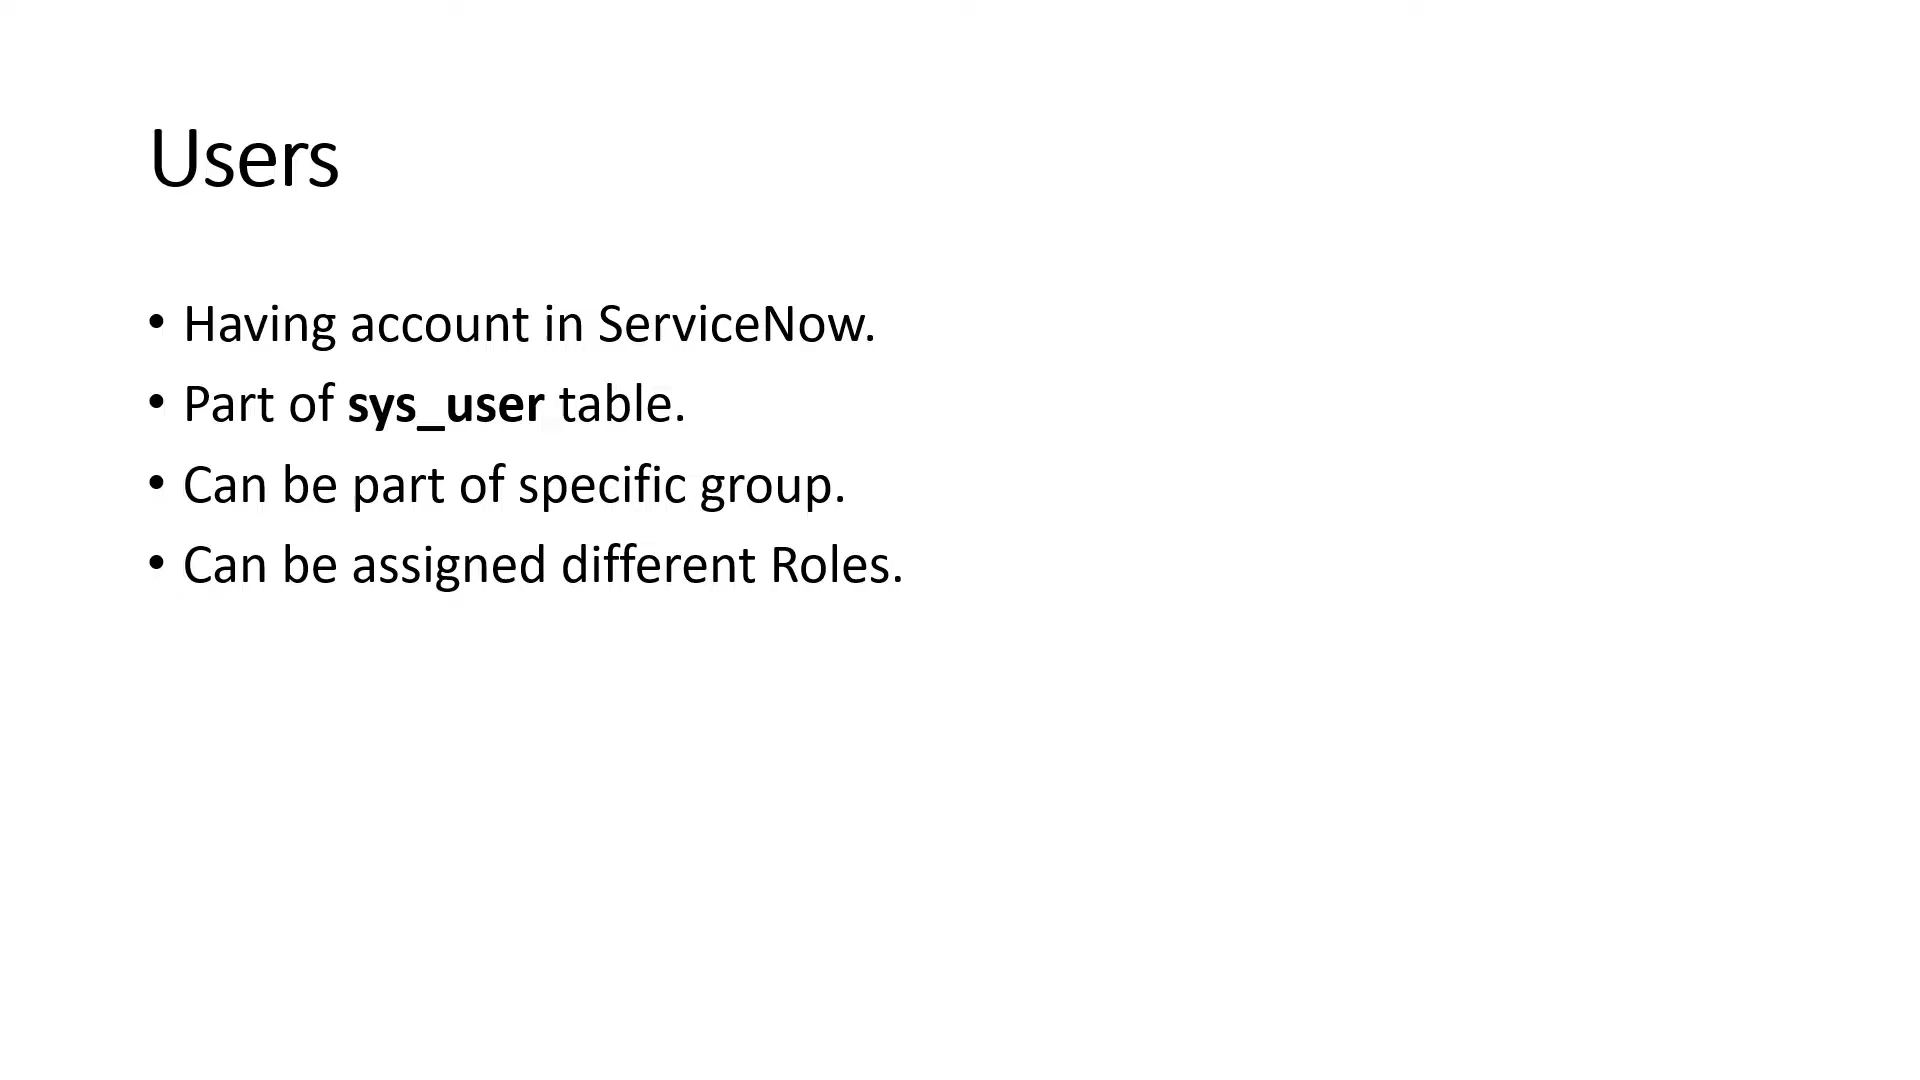 Users
• Having account in ServiceNow.
• Part of sys_user table.
• Can be part of specific group.
• Can be assigned different Roles.